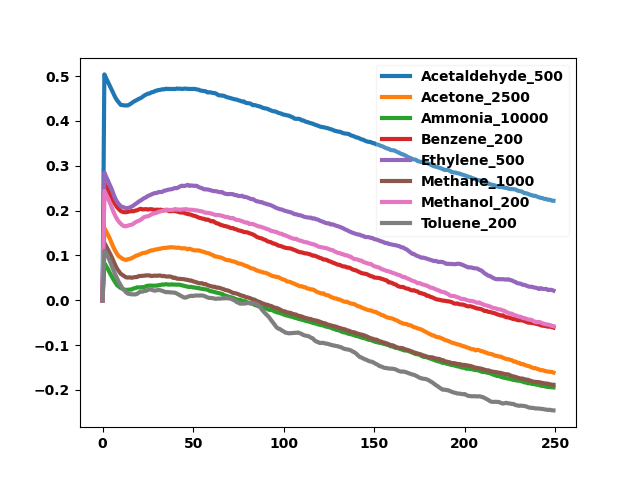 0.5
0.4
0.3
0.2
0.1
0.0
-0.1
-0.2
0 50 100 150 200 250
Acetaldehyde_500
Acetone_2500
Ammonia_10000
Benzene_200
Ethylene_500
Methane_1000
Methanol_200
Toluene_200